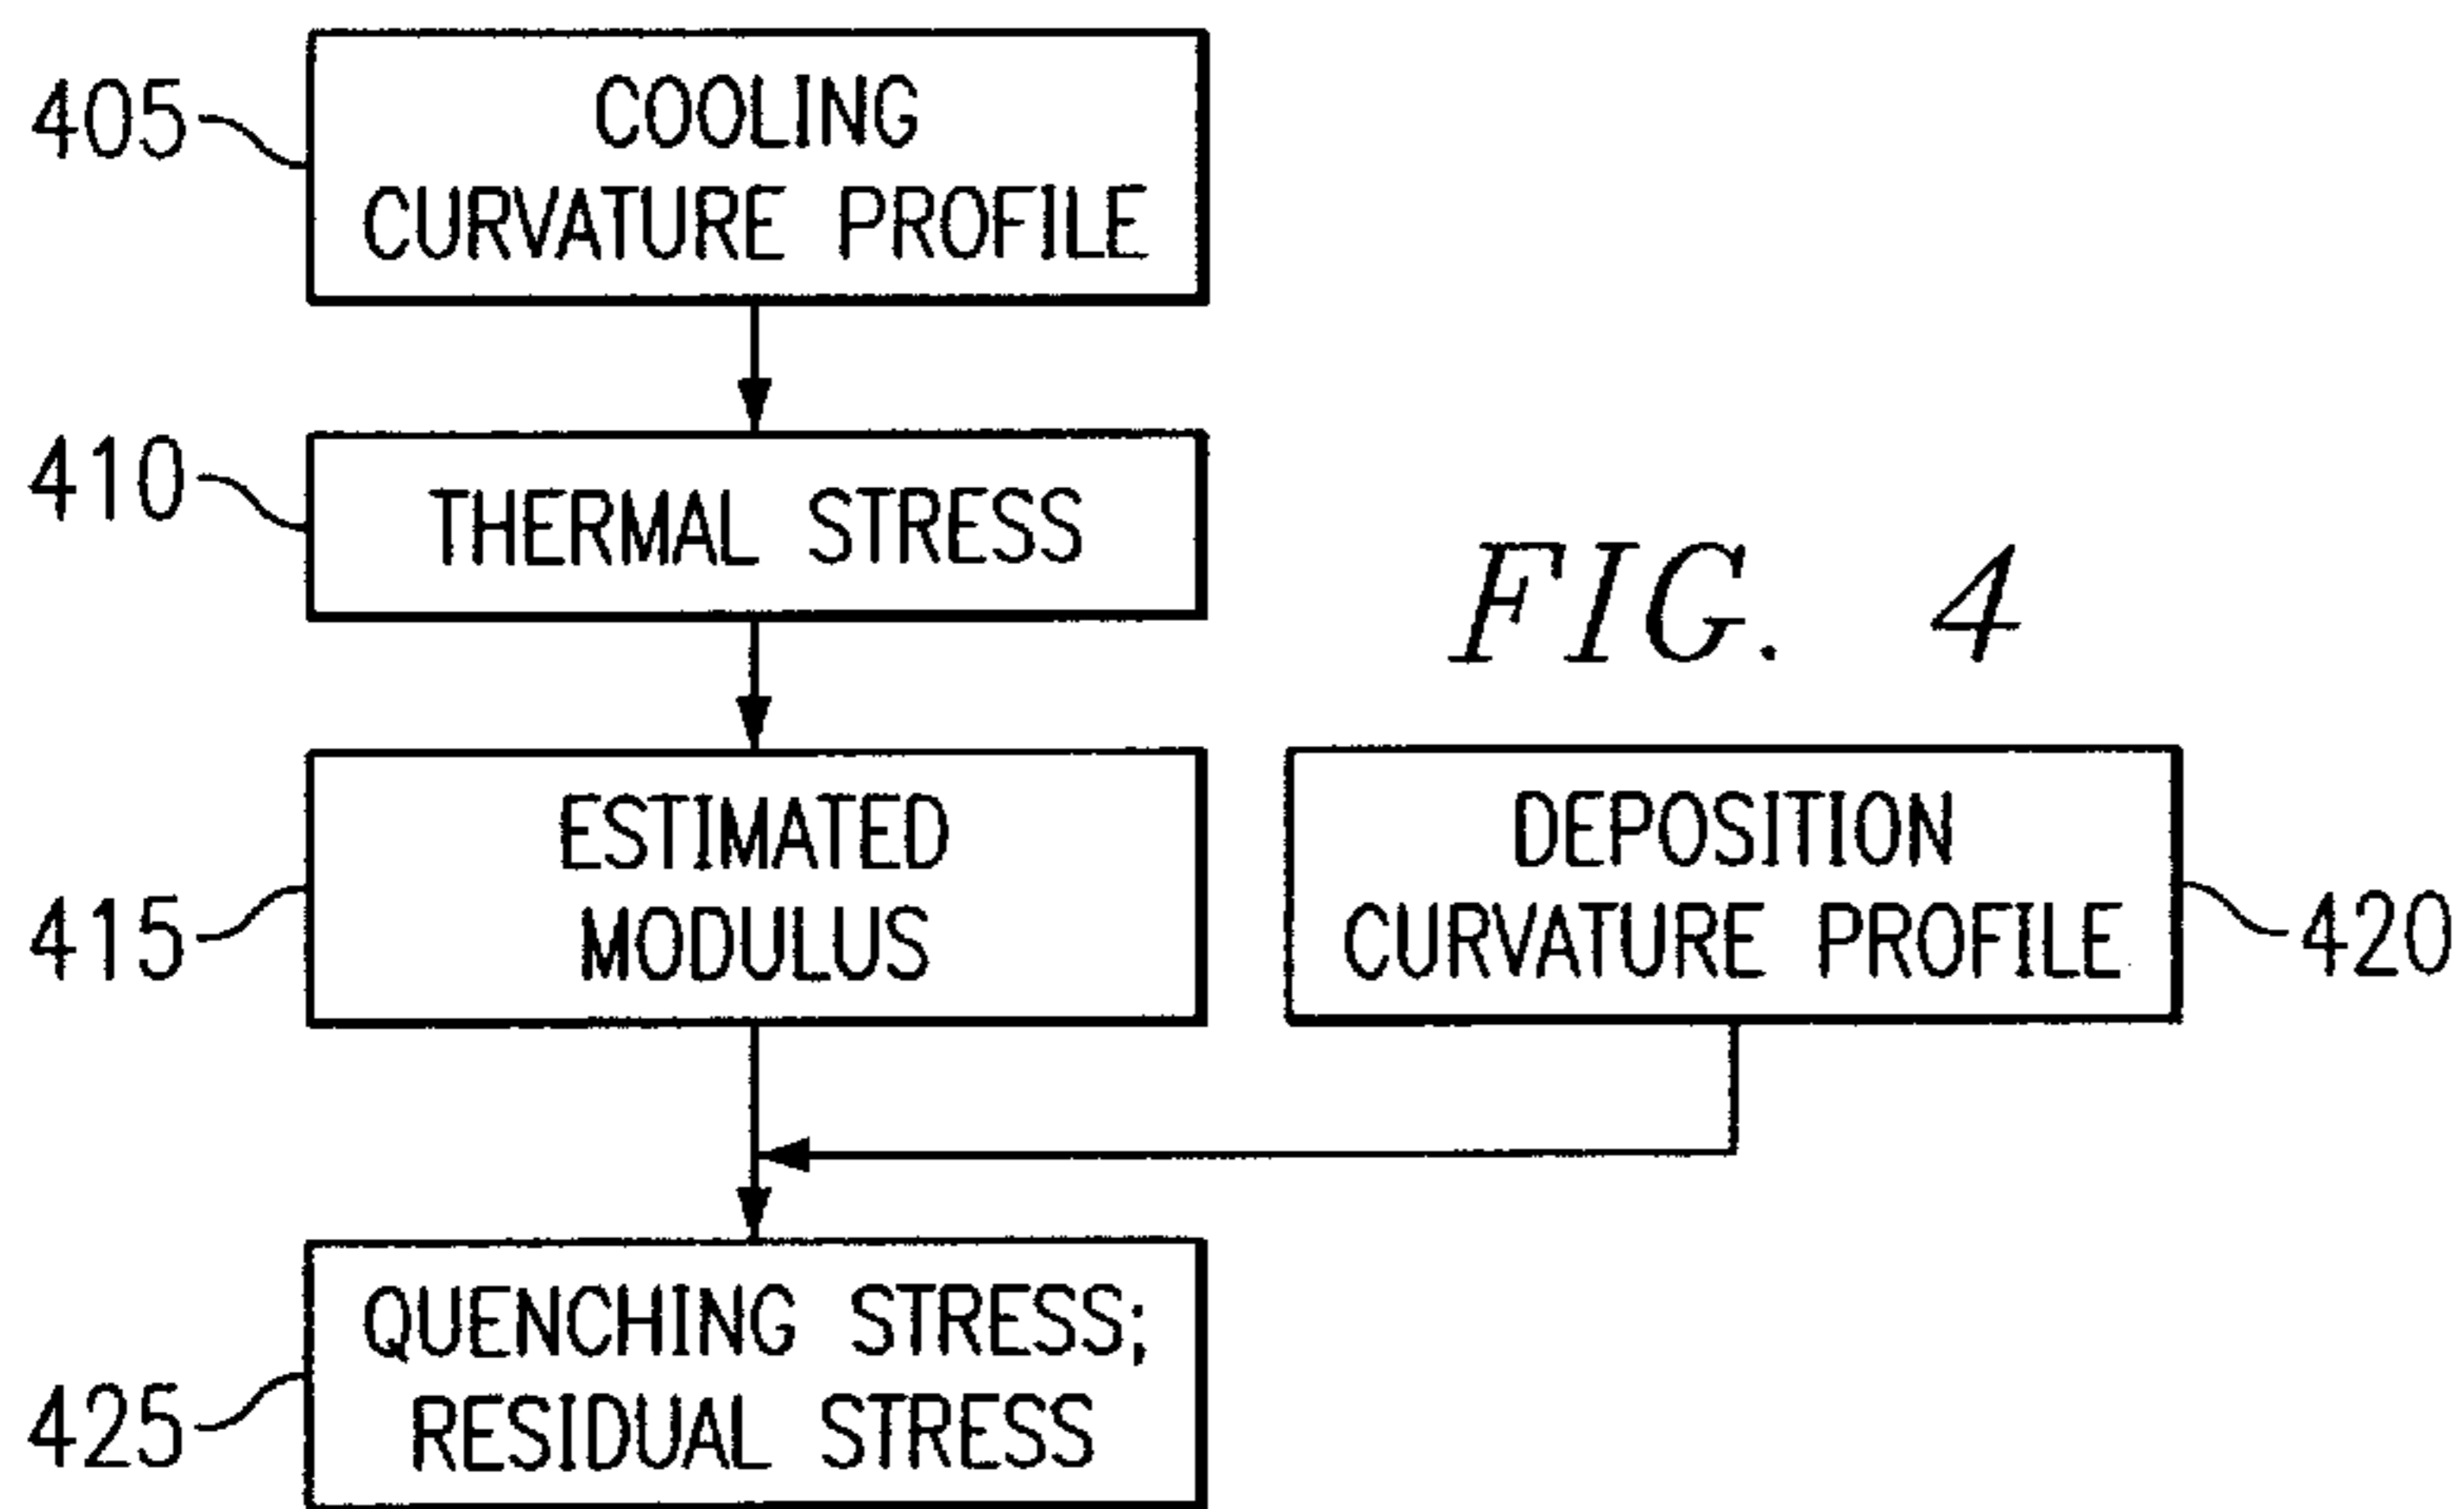 405
COOLING
CURVATURE PROFILE
410
THERMAL STRESS
FIG. 4
415
ESTIMATED
MODULUS
DEPOSITION
CURVATURE PROFILE
420
425
QUENCHING STRESS;
RESIDUAL STRESS